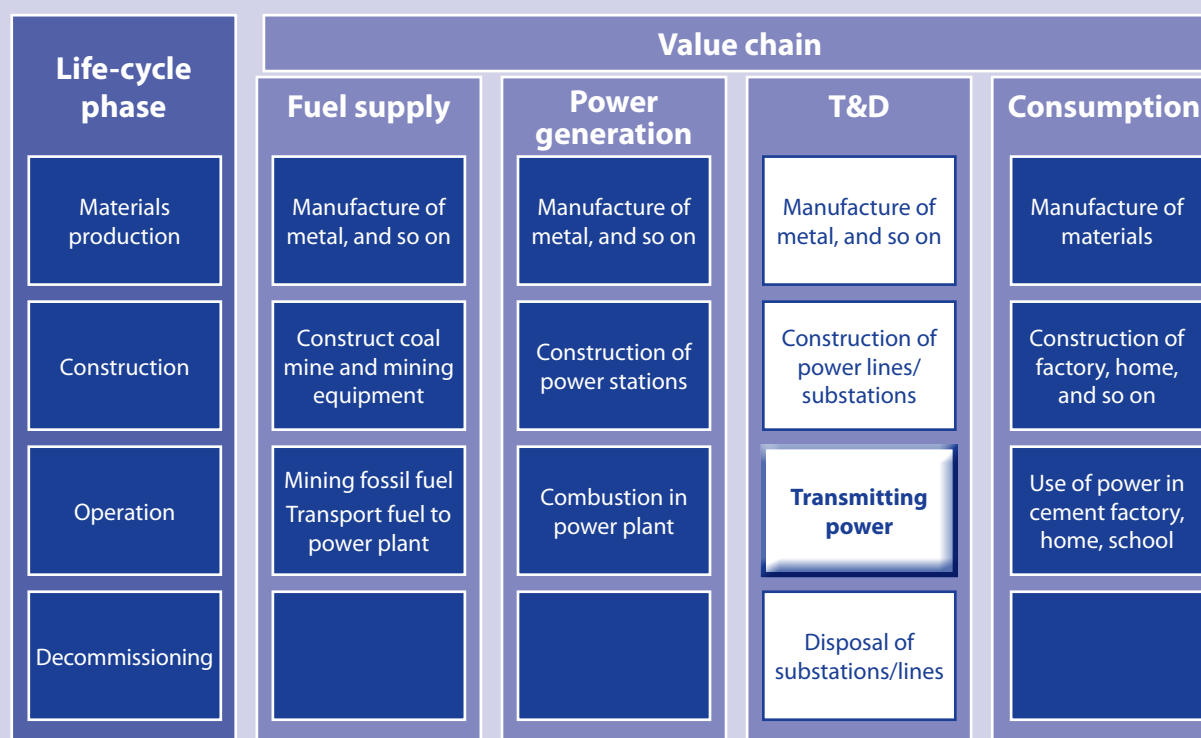 Value chain
Life-cycle
phase
Fuel supply
Power
generation
T&D
Consumption
Materials
production
Manufacture of
metal, and so on
Manufacture of
metal, and so on
Manufacture of
metal, and so on
Manufacture of
materials
Construction
Construct coal
mine and mining
equipment
Construction of
power stations
Construction of
power lines/
substations
Construction of
factory, home,
and so on
Operation
Mining fossil fuel
Transport fuel to
power plant
Combustion in
power plant
Transmitting
power
Use of power in
cement factory,
home, school
Decommissioning
Disposal of
substations/lines